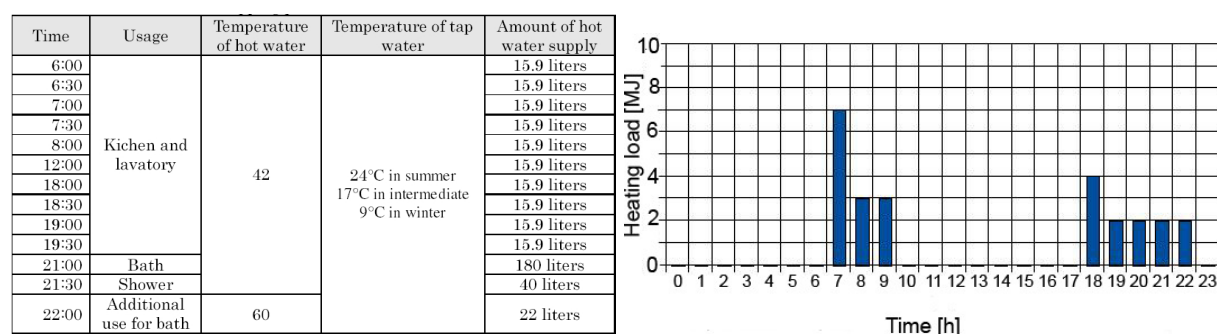 Time
Usage
Temperature
of hot water
Temperature of tap
water
Amount of hot
water supply
6:00
15.9 liters
6:30
15.9 liters
7:00
15.9 liters
7:30
15.9 liters
8:00
15.9 liters
12:00
15.9 liters
18:00
15.9 liters
18:30
15.9 liters
19:00
15.9 liters
19:30
15.9 liters
Kichen and
lavatory
42
24°C in summer
17°C in intermediate
9°C in winter
21:00
Bath
180 liters
21:30
Shower
40 liters
22:00
Additional
use for bath
60
22 liters
Heating load [MJ]
10
8
6
4
2
0
0 1 2 3 4 5 6 7 8 9 10 11 12 13 14 15 16 17 18 19 20 21 22 23
Time [h]